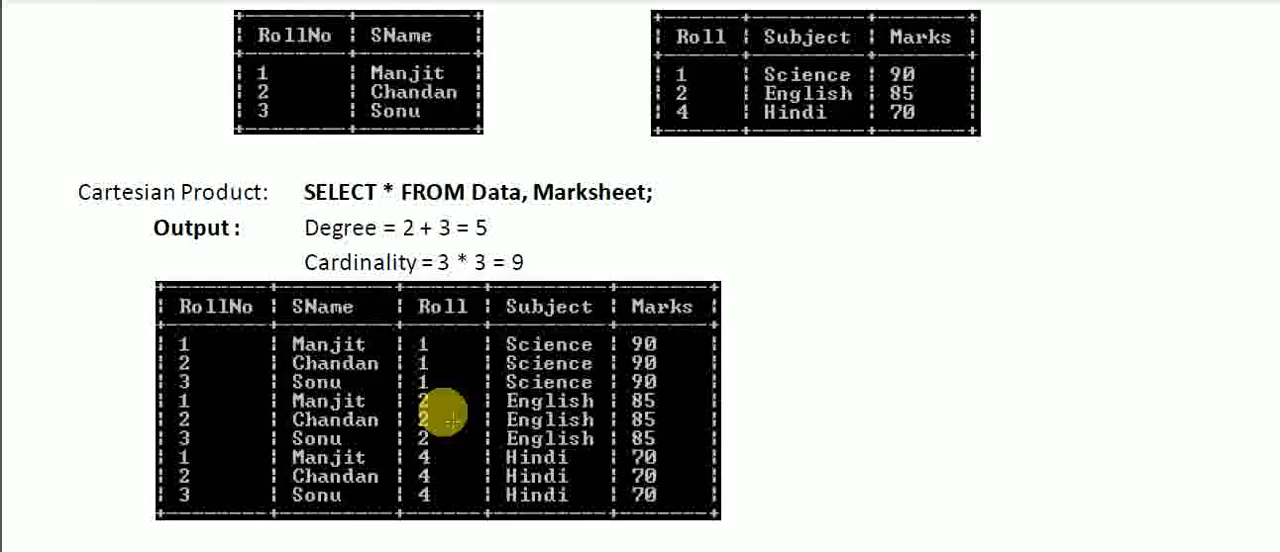 RollNo SName
1 Manjit
2 Chandan
3 Sonu
Roll Subject Marks
1 Science 90
2 English 85
4 Hindi 70
Cartesian Product: SELECT * FROM Data, Marksheet;
Output : Degree = 2 + 3 = 5
Cardinality = 3 * 3 = 9
RollNo SName Roll Subject Marks
1 Manjit 1 Science 90
2 Chandan 1 Science 90
3 Sonu 1 Science 90
1 Manjit 2 English 85
2 Chandan 2 English 85
3 Sonu 2 English 85
1 Manjit 4 Hindi 70
2 Chandan 4 Hindi 70
3 Sonu 4 Hindi 70